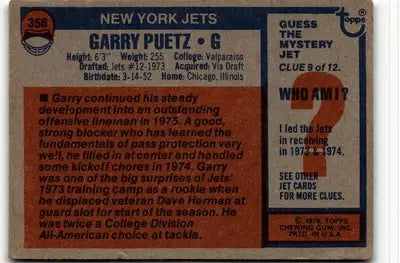 356
NEW YORK JETS
GARRY PUETZ • G
Height: 6'3" Weight: 255 College: Valparaiso
Drafted: Jets #12-1973 Acquired: Via Draft
Birthdate: 3-14-52 Home: Chicago, Illinois
• Garry continued his steady
development into an outstanding
offensive lineman in 1975. A good,
strong blocker who has learned the
fundamentals of pass protection very
well, he filled in at center and handled
some kickoff chores in 1974. Garry
was one of the big surprises of Jets'
1973 training camp as a rookie when
he displaced veteran Dave Herman at
guard slot for start of the season. He
was twice a College Division
All-American choice at tackle.
topps®
GUESS
THE
MYSTERY
JET
CLUE 9 of 12.
WHO AM I?
?
I led the Jets
in receiving
in 1973 & 1974.
SEE OTHER
JET CARDS
FOR MORE CLUES.
© 1976 TOPPS
CHEWING GUM, INC.
PRTD. IN U.S.A.